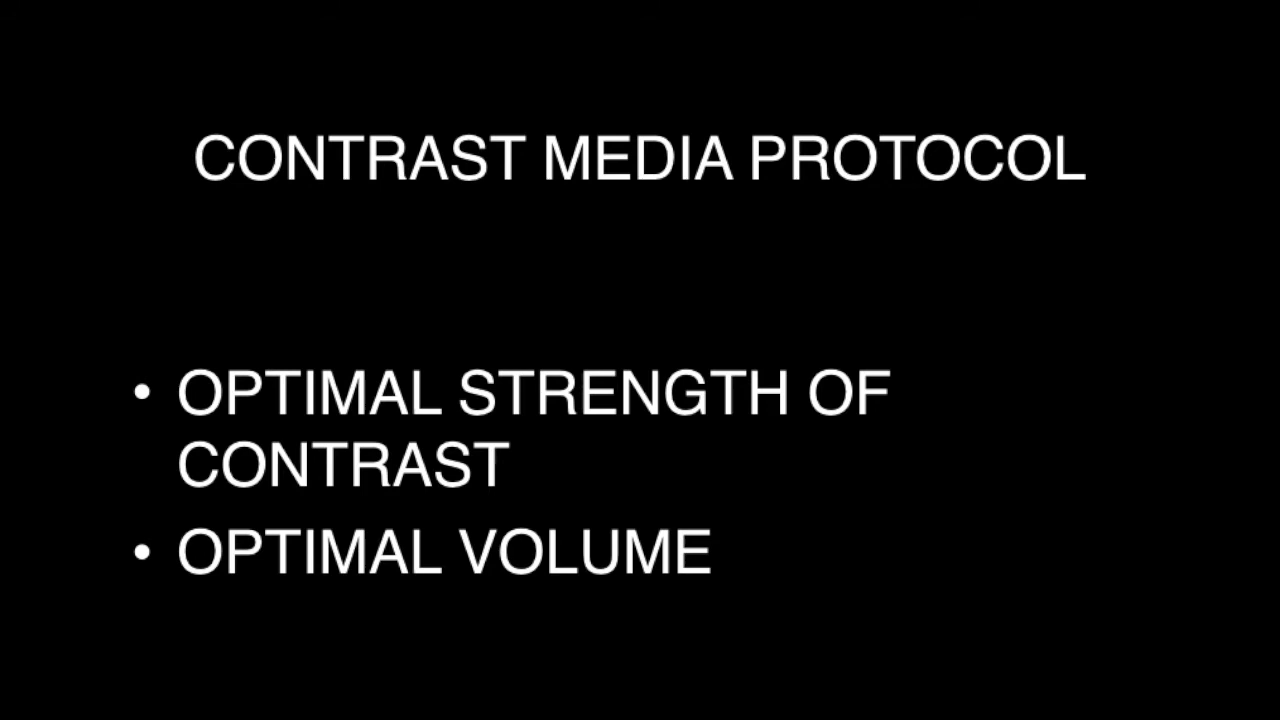 CONTRAST MEDIA PROTOCOL
• OPTIMAL STRENGTH OF
CONTRAST
• OPTIMAL VOLUME